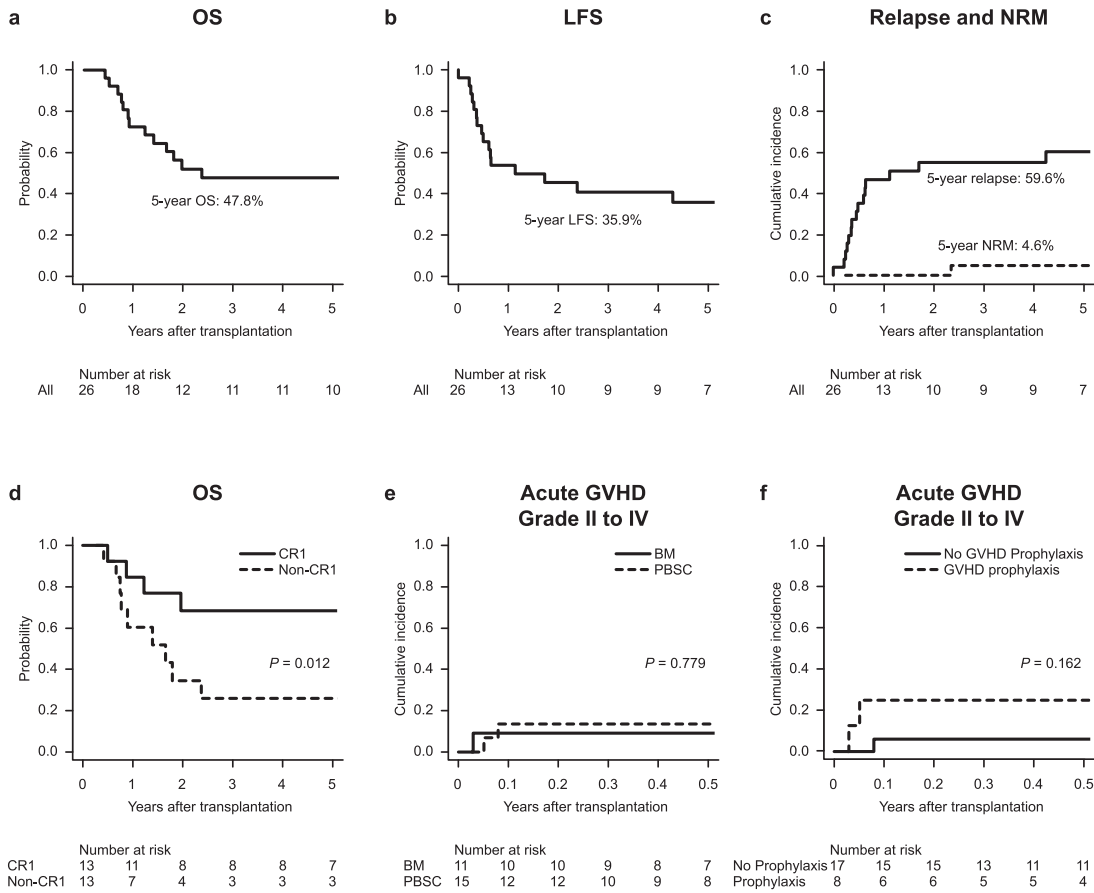 a OS
1.0
0.8
0.6
0.4
0.2
0.0
Probability
5-year OS: 47.8%
0 1 2 3 4 5
Years after transplantation
Number at risk
All 26 18 12 11 11 10
b LFS
1.0
0.8
0.6
0.4
0.2
0.0
Probability
5-year LFS: 35.9%
0 1 2 3 4 5
Years after transplantation
Number at risk
All 26 13 10 9 9 7
c Relapse and NRM
1.0
0.8
0.6
0.4
0.2
0.0
Cumulative incidence
5-year relapse: 59.6%
5-year NRM: 4.6%
0 1 2 3 4 5
Years after transplantation
Number at risk
All 26 13 10 9 9 7
d OS
1.0
0.8
0.6
0.4
0.2
0.0
Probability
CR1
Non-CR1
P = 0.012
0 1 2 3 4 5
Years after transplantation
Number at risk
CR1 13 11 8 8 8 7
Non-CR1 13 7 4 3 3 3
e Acute GVHD
Grade II to IV
1.0
0.8
0.6
0.4
0.2
0.0
Cumulative incidence
BM
PBSC
P = 0.779
0 0.1 0.2 0.3 0.4 0.5
Years after transplantation
Number at risk
BM 11 10 10 9 8 7
PBSC 15 12 12 10 9 8
f Acute GVHD
Grade II to IV
1.0
0.8
0.6
0.4
0.2
0.0
Cumulative incidence
No GVHD Prophylaxis
GVHD prophylaxis
P = 0.162
0 0.1 0.2 0.3 0.4 0.5
Years after transplantation
Number at risk
No Prophylaxis 17 15 15 13 11 11
Prophylaxis 8 6 6 5 5 4